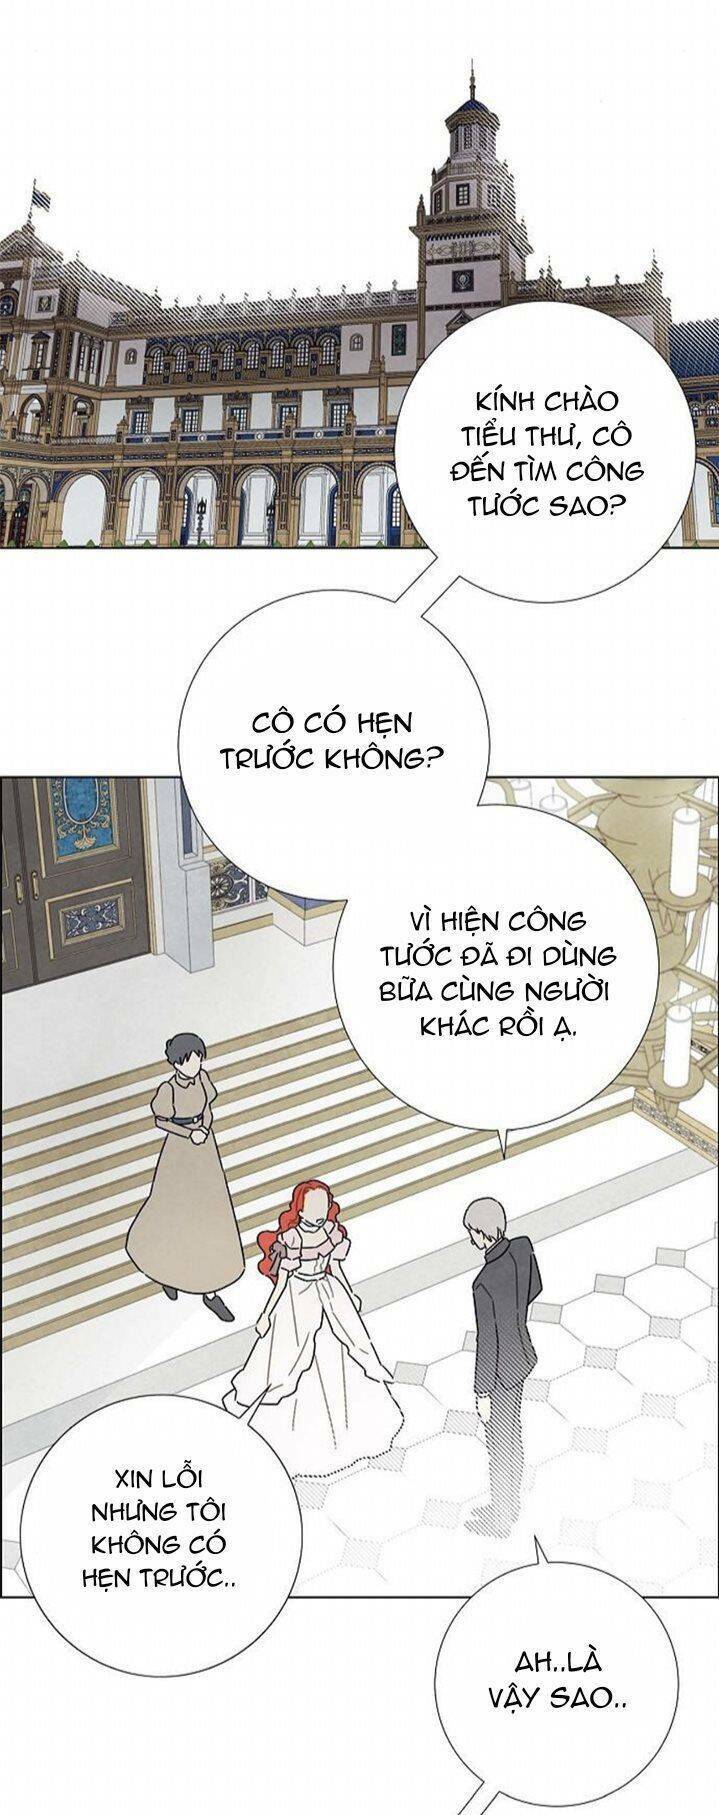 KÍNH CHÀO
TIỂU THƯ, CÔ
ĐẾN TÌM CÔNG
TƯỚC SAO?
CÔ CÓ HẸN
TRƯỚC KHÔNG?
VÌ HIỆN CÔNG
TƯỚC ĐÃ ĐI DÙNG
BỮA CÙNG NGƯỜI
KHÁC RỒI Ạ.
XIN LỖI
NHƯNG TÔI
KHÔNG CÓ
HẸN TRƯỚC..
AH..LÀ
VẬY SAO..